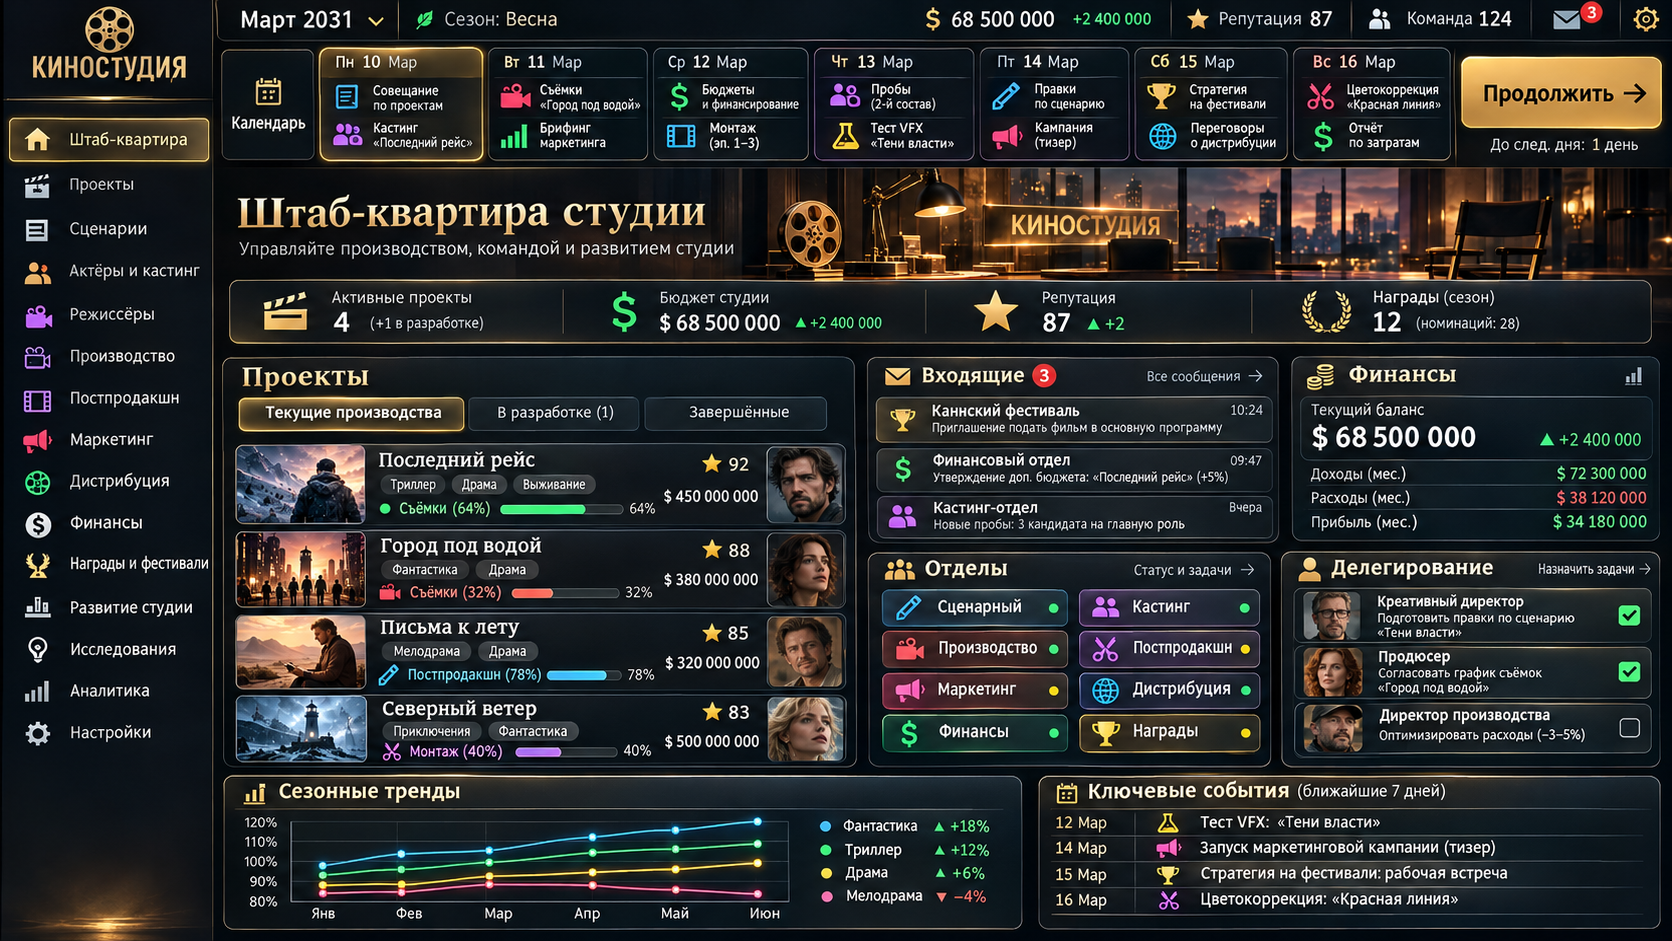 КИНОСТУДИЯ
Март 2031
Сезон: Весна
$ 68 500 000 +2 400 000
Репутация 87
Команда 124
3
Календарь
Пн 10 Мар
Совещание
по проектам
Кастинг
«Последний рейс»
Вт 11 Мар
Съёмки
«Город под водой»
Брифинг
маркетинга
Ср 12 Мар
Бюджеты
и финансирование
Монтаж
(эп. 1–3)
Чт 13 Мар
Пробы
(2-й состав)
Тест VFX
«Тени власти»
Пт 14 Мар
Правки
по сценарию
Кампания
(тизер)
Сб 15 Мар
Стратегия
на фестивали
Переговоры
о дистрибуции
Вс 16 Мар
Цветокоррекция
«Красная линия»
Отчёт
по затратам
Продолжить →
До след. дня: 1 день
Штаб-квартира
Проекты
Сценарии
Актёры и кастинг
Режиссёры
Производство
Постпродакшн
Маркетинг
Дистрибуция
Финансы
Награды и фестивали
Развитие студии
Исследования
Аналитика
Настройки
Штаб-квартира студии
Управляйте производством, командой и развитием студии
КИНОСТУДИЯ
Активные проекты
4 (+1 в разработке)
Бюджет студии
$ 68 500 000 ▲ +2 400 000
Репутация
87 ▲ +2
Награды (сезон)
12 (номинаций: 28)
Проекты
Текущие производства
В разработке (1)
Завершённые
Последний рейс
92
Триллер Драма Выживание
$ 450 000 000
Съёмки (64%) 64%
Город под водой
88
Фантастика Драма
$ 380 000 000
Съёмки (32%) 32%
Письма к лету
85
Мелодрама Драма
$ 320 000 000
Постпродакшн (78%) 78%
Северный ветер
83
Приключения Фантастика
$ 500 000 000
Монтаж (40%) 40%
Входящие 3
Все сообщения →
Каннский фестиваль 10:24
Приглашение подать фильм в основную программу
Финансовый отдел 09:47
Утверждение доп. бюджета: «Последний рейс» (+5%)
Кастинг-отдел Вчера
Новые пробы: 3 кандидата на главную роль
Финансы
Текущий баланс
$ 68 500 000 ▲ +2 400 000
Доходы (мес.) $ 72 300 000
Расходы (мес.) $ 38 120 000
Прибыль (мес.) $ 34 180 000
Отделы
Статус и задачи →
Сценарный
Кастинг
Производство
Постпродакшн
Маркетинг
Дистрибуция
Финансы
Награды
Делегирование
Назначить задачи →
Креативный директор
Подготовить правки по сценарию
«Тени власти»
Продюсер
Согласовать график съёмок
«Город под водой»
Директор производства
Оптимизировать расходы (–3–5%)
Сезонные тренды
120%
110%
100%
90%
80%
Янв Фев Мар Апр Май Июн
Фантастика ▲ +18%
Триллер ▲ +12%
Драма ▲ +6%
Мелодрама ▼ –4%
Ключевые события (ближайшие 7 дней)
12 Мар Тест VFX: «Тени власти»
14 Мар Запуск маркетинговой кампании (тизер)
15 Мар Стратегия на фестивали: рабочая встреча
16 Мар Цветокоррекция: «Красная линия»